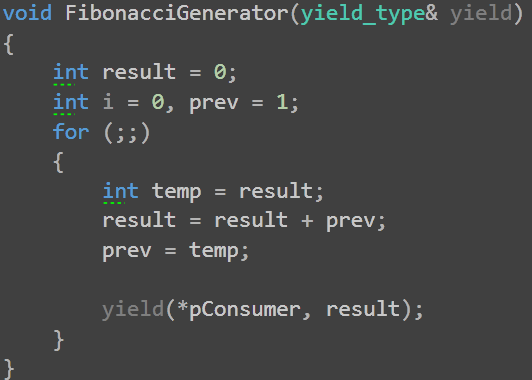 void FibonacciGenerator(yield_type& yield)
{
    int result = 0;
    int i = 0, prev = 1;
    for (;;)
    {
        int temp = result;
        result = result + prev;
        prev = temp;

        yield(*pConsumer, result);
    }
}